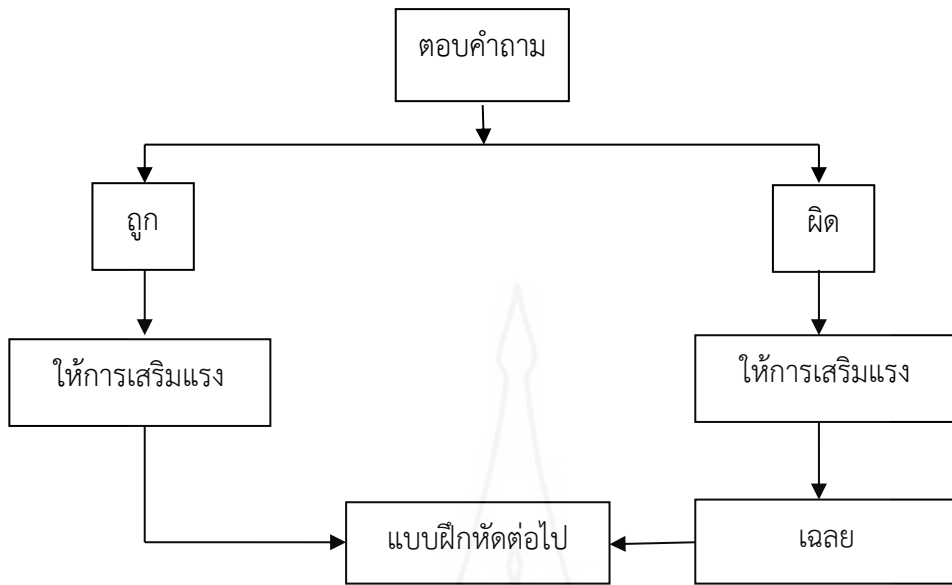 ตอบคำถาม
ถูก
ผิด
ให้การเสริมแรง
ให้การเสริมแรง
แบบฝึกหัดต่อไป
เฉลย